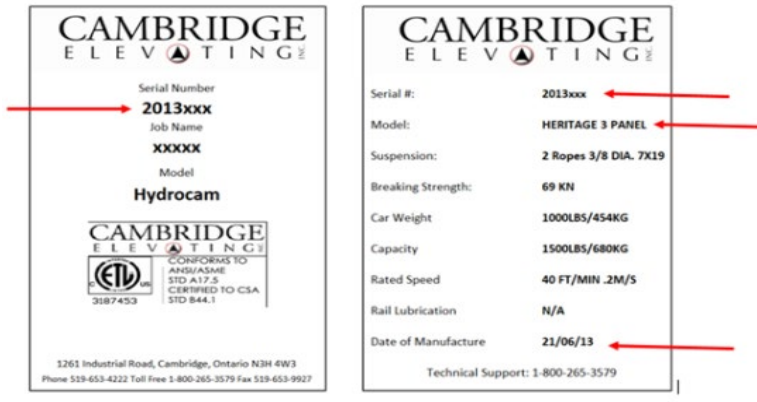 CAMBRIDGE
ELEVATING INC.
Serial Number
2013xxx
Job Name
xxxxx
Model
Hydrocam
CAMBRIDGE
ELEVATING INC.
ETL
C US
3187453
CONFORMS TO
ANSI/ASME
STD A17.5
CERTIFIED TO CSA
STD B44.1
1261 Industrial Road, Cambridge, Ontario N3H 4W3
Phone 519-653-4222 Toll Free 1-800-265-3579 Fax 519-653-9927
CAMBRIDGE
ELEVATING INC.
Serial #: 2013xxx
Model: HERITAGE 3 PANEL
Suspension: 2 Ropes 3/8 DIA. 7X19
Breaking Strength: 69 KN
Car Weight 1000LBS/454KG
Capacity 1500LBS/680KG
Rated Speed 40 FT/MIN .2M/S
Rail Lubrication N/A
Date of Manufacture 21/06/13
Technical Support: 1-800-265-3579